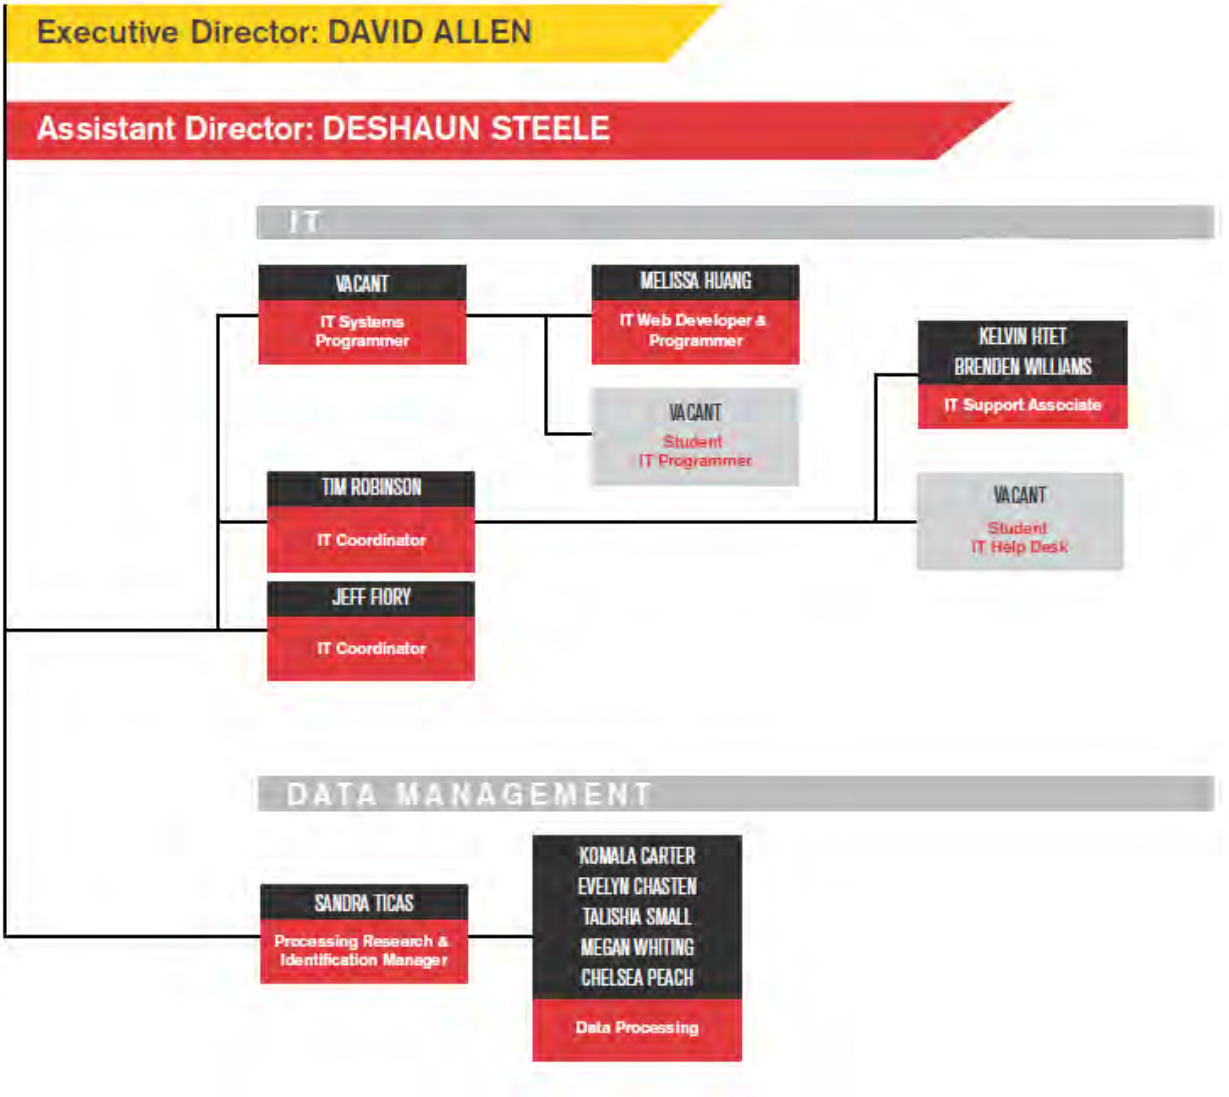 Executive Director: DAVID ALLEN
Assistant Director: DESHAUN STEELE
IT
VACANT
IT Systems
Programmer
MELISSA HUANG
IT Web Developer &
Programmer
VACANT
Student
IT Programmer
KELVIN HTET
BRENDEN WILLIAMS
IT Support Associate
TIM ROBINSON
IT Coordinator
VACANT
Student
IT Help Desk
JEFF FIORY
IT Coordinator
DATA MANAGEMENT
SANDRA TICAS
Processing Research &
Identification Manager
KOMALA CARTER
EVELYN CHASTEN
TALISHIA SMALL
MEGAN WHITING
CHELSEA PEACH
Data Processing